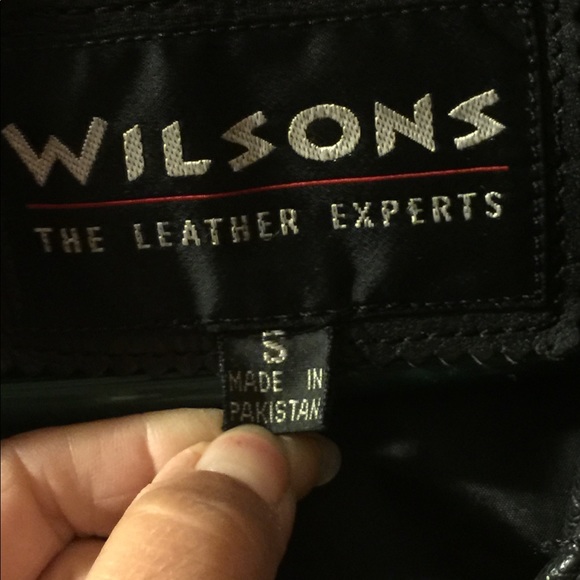 WILSONS
THE LEATHER EXPERTS
S
MADE IN
PAKISTAN